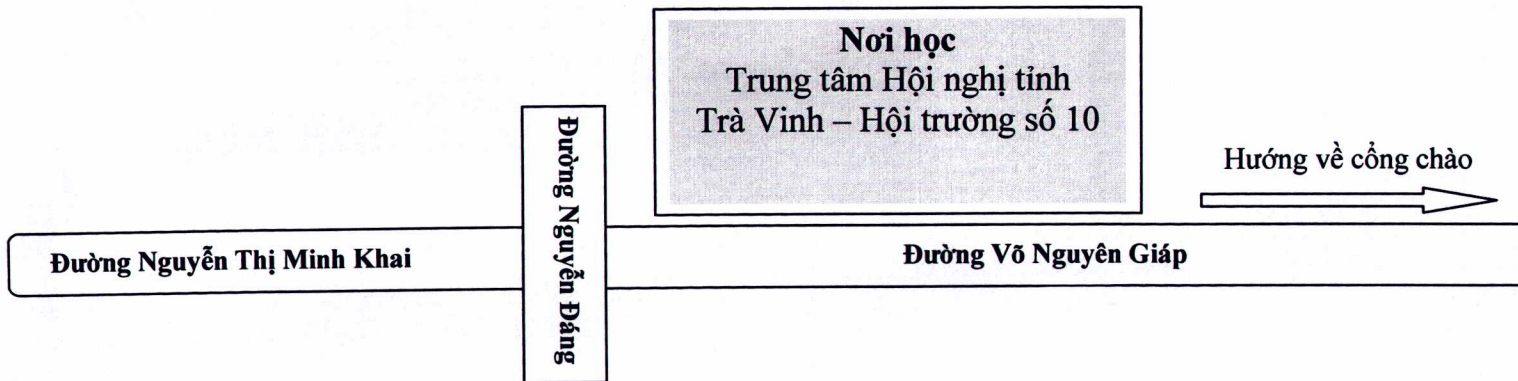 Nơi học
Trung tâm Hội nghị tỉnh
Trà Vinh – Hội trường số 10
Hướng về cổng chào
Đường Nguyễn Đáng
Đường Nguyễn Thị Minh Khai
Đường Võ Nguyên Giáp